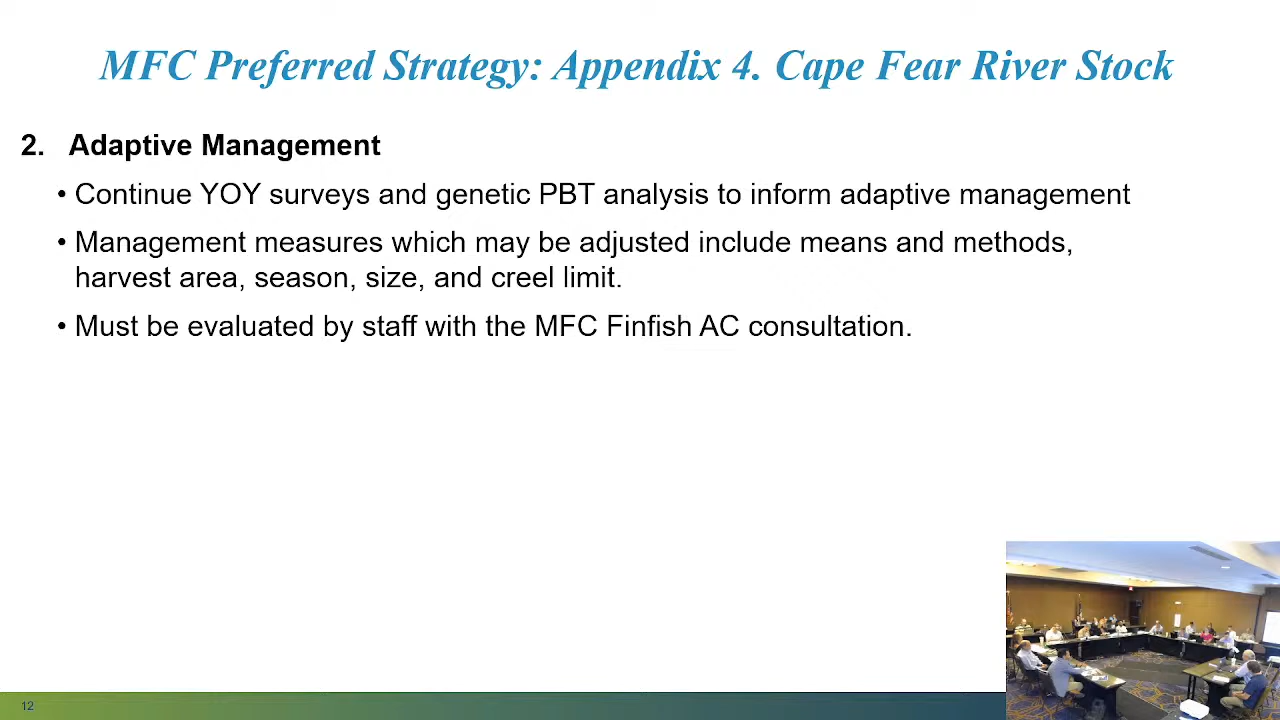 MFC Preferred Strategy: Appendix 4. Cape Fear River Stock
2. Adaptive Management
• Continue YOY surveys and genetic PBT analysis to inform adaptive management
• Management measures which may be adjusted include means and methods,
harvest area, season, size, and creel limit.
• Must be evaluated by staff with the MFC Finfish AC consultation.
12